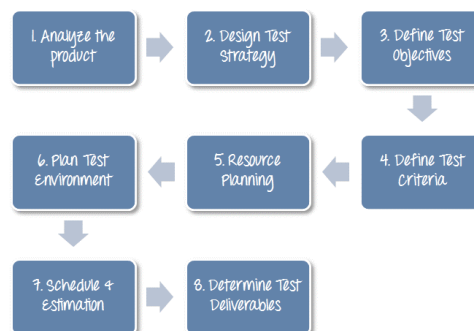 1. Analyze the
product
2. Design Test
Strategy
3. Define Test
Objectives
6. Plan Test
Environment
5. Resource
Planning
4. Define Test
Criteria
7. Schedule &
Estimation
8. Determine Test
Deliverables